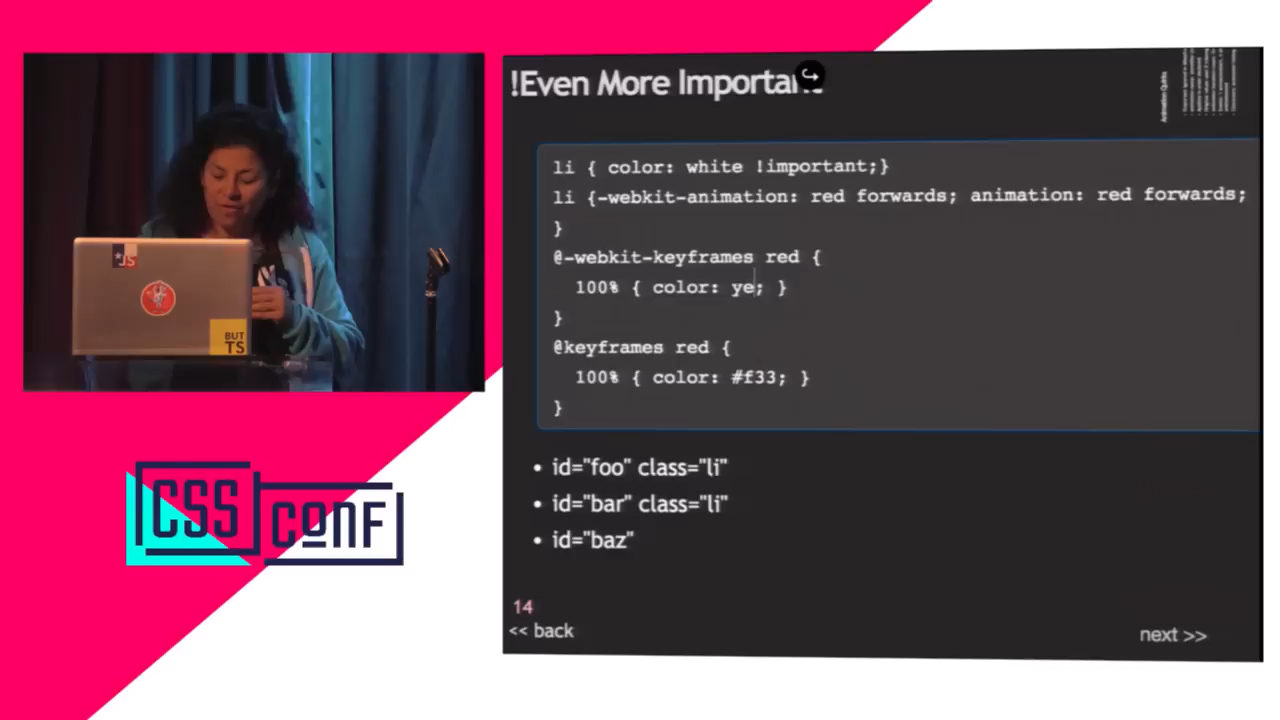 !Even More Important
Animation Quirks
li { color: white !important;}
li {-webkit-animation: red forwards; animation: red forwards;
}
@-webkit-keyframes red {
100% { color: ye; }
}
@keyframes red {
100% { color: #f33; }
}
• id="foo" class="li"
• id="bar" class="li"
• id="baz"
14
<< back
next >>
JS
BUT
TS
CSS
CONF